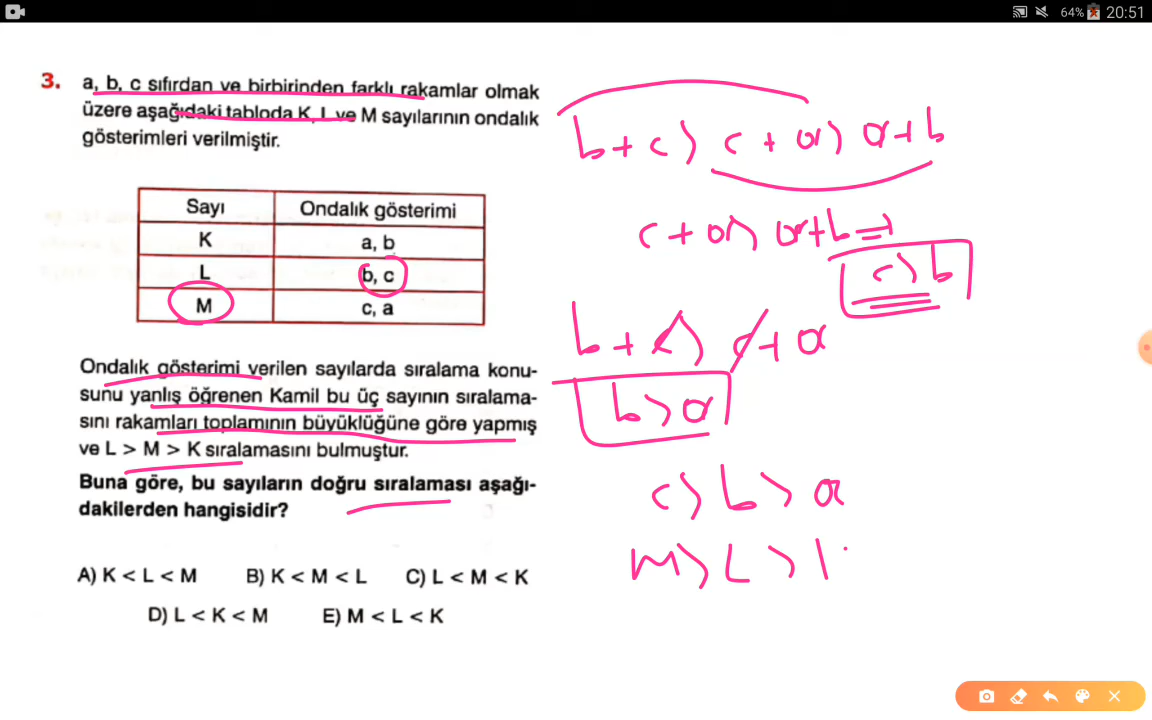 64% 20:51
3. a, b, c sıfırdan ve birbirinden farklı rakamlar olmak
üzere aşağıdaki tabloda K, L ve M sayılarının ondalık
gösterimleri verilmiştir.
Sayı Ondalık gösterimi
K a, b
L b, c
M c, a
Ondalık gösterimi verilen sayılarda sıralama konu-
sunu yanlış öğrenen Kamil bu üç sayının sıralama-
sını rakamları toplamının büyüklüğüne göre yapmış
ve L > M > K sıralamasını bulmuştur.
Buna göre, bu sayıların doğru sıralaması aşağı-
dakilerden hangisidir?
A) K < L < M B) K < M < L C) L < M < K
D) L < K < M E) M < L < K
b + c > c + a > a + b
c + a > a + b ⇒
c > b
b + c > c + a
b > a
c > b > a
M > L >